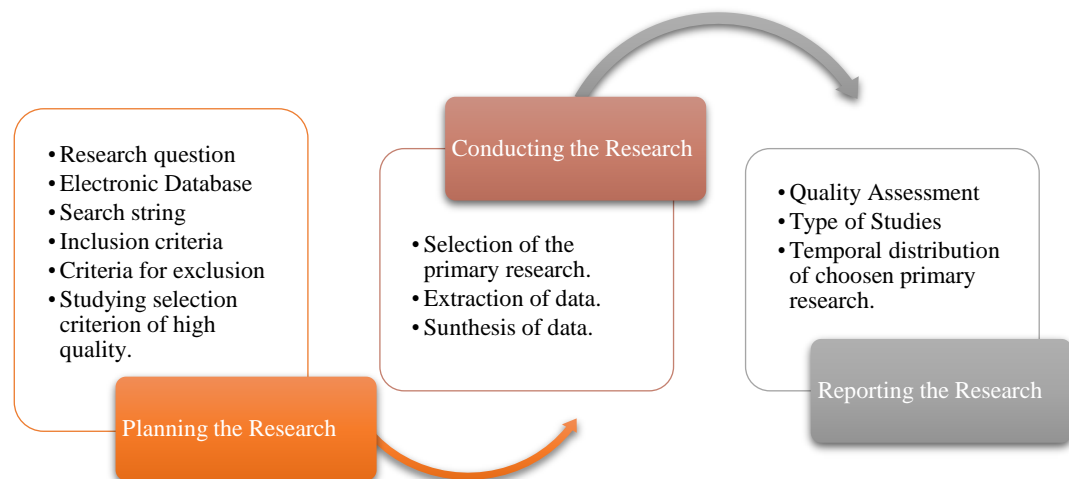 • Research question
• Electronic Database
• Search string
• Inclusion criteria
• Criteria for exclusion
• Studying selection
criterion of high
quality.
Planning the Research
Conducting the Research
• Selection of the
primary research.
• Extraction of data.
• Sunthesis of data.
• Quality Assessment
• Type of Studies
• Temporal distribution
of choosen primary
research.
Reporting the Research